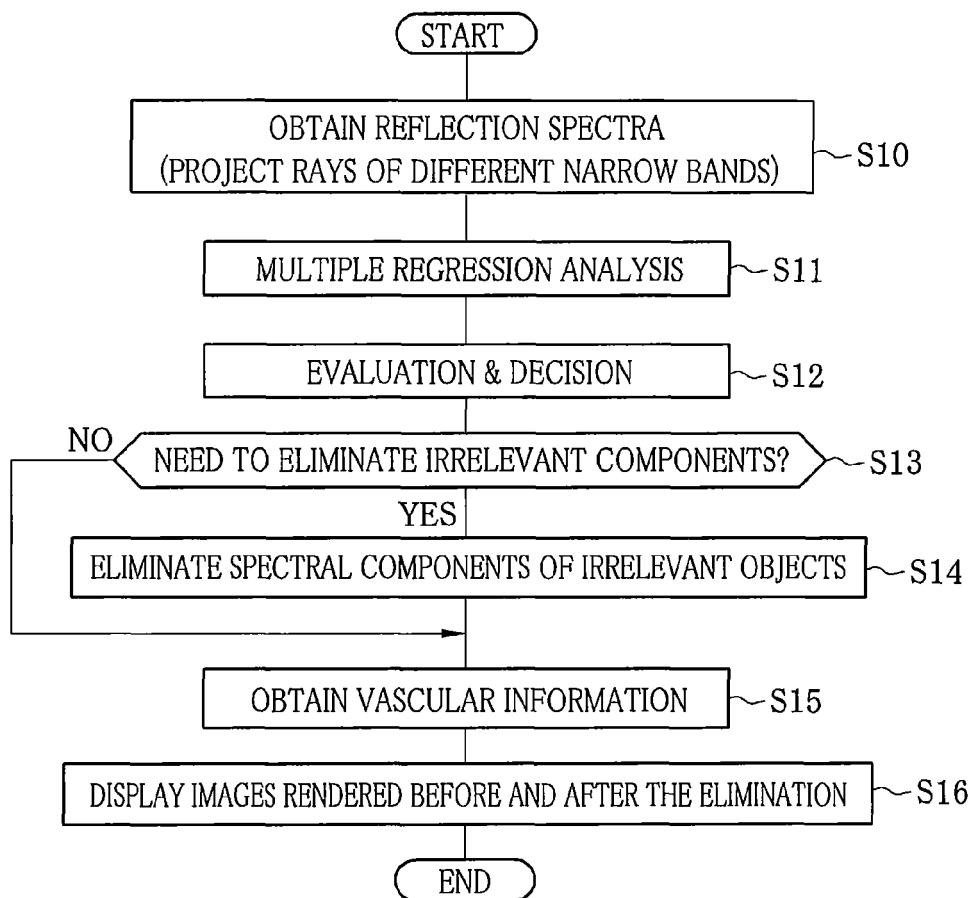 START
OBTAIN REFLECTION SPECTRA
(PROJECT RAYS OF DIFFERENT NARROW BANDS)
S10
MULTIPLE REGRESSION ANALYSIS
S11
EVALUATION & DECISION
S12
NO
NEED TO ELIMINATE IRRELEVANT COMPONENTS?
S13
YES
ELIMINATE SPECTRAL COMPONENTS OF IRRELEVANT OBJECTS
S14
OBTAIN VASCULAR INFORMATION
S15
DISPLAY IMAGES RENDERED BEFORE AND AFTER THE ELIMINATION
S16
END